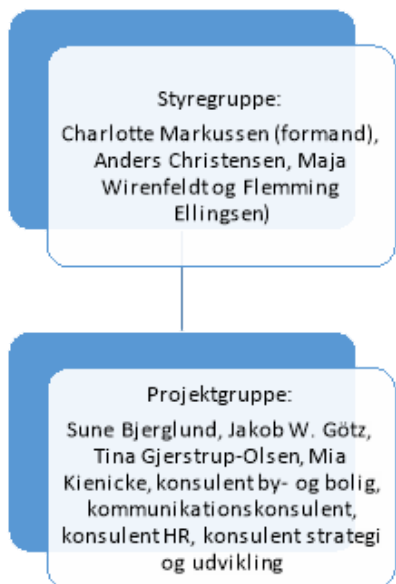 Styregruppe:
Charlotte Markussen (formand),
Anders Christensen, Maja
Wirenfeldt og Flemming
Ellingsen)
Projektgruppe:
Sune Bjerglund, Jakob W. Götz,
Tina Gjerstrup-Olsen, Mia
Kienicke, konsulent by- og bolig,
kommunikationskonsulent,
konsulent HR, konsulent strategi
og udvikling